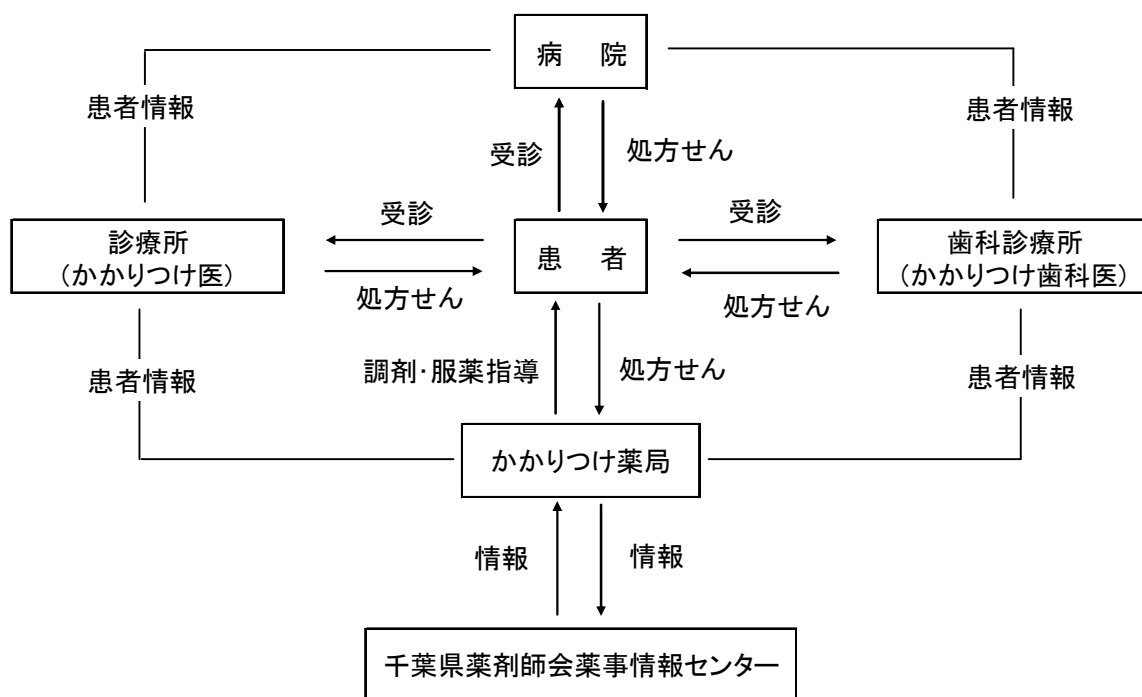 病 院
患者情報
患者情報
受診
処方せん
診療所
(かかりつけ医)
受診
処方せん
患 者
受診
処方せん
歯科診療所
(かかりつけ歯科医)
患者情報
調剤・服薬指導
処方せん
患者情報
かかりつけ薬局
情報
情報
千葉県薬剤師会薬事情報センター